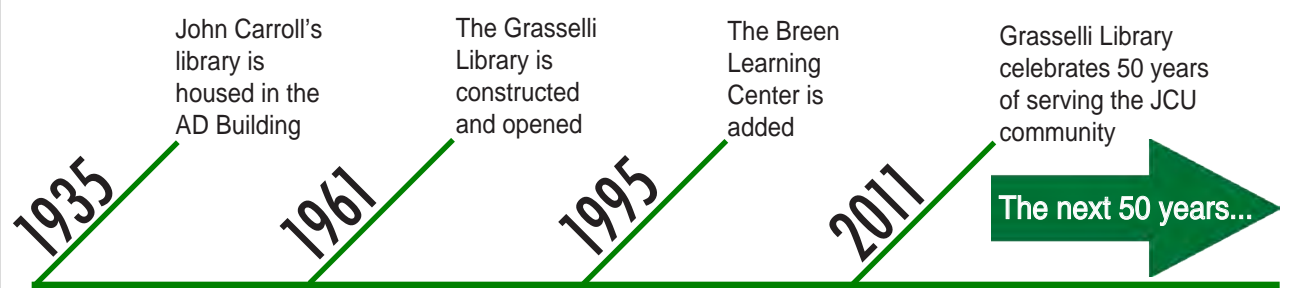 John Carroll's
library is
housed in the
AD Building
1935
The Grasselli
Library is
constructed
and opened
1961
The Breen
Learning
Center is
added
1995
Grasselli Library
celebrates 50 years
of serving the JCU
community
2011
The next 50 years...